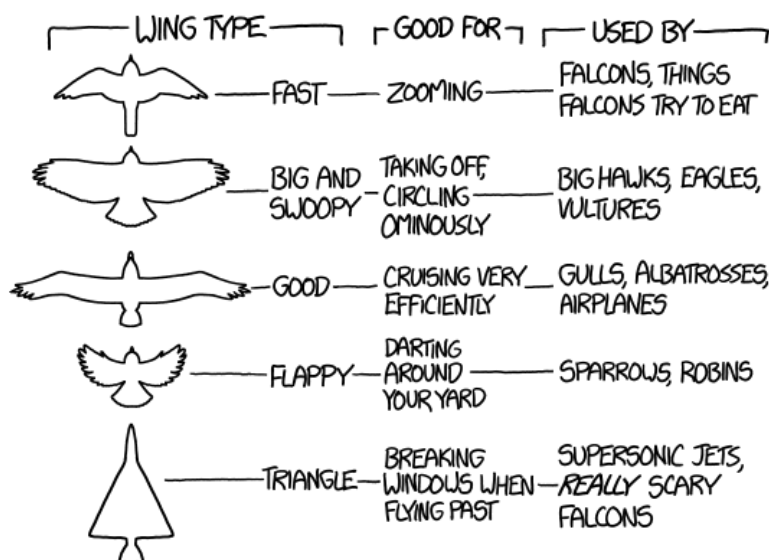 WING TYPE GOOD FOR USED BY
FAST ZOOMING FALCONS, THINGS
FALCONS TRY TO EAT
BIG AND
SWOOPY
TAKING OFF,
CIRCLING
OMINOUSLY
BIG HAWKS, EAGLES,
VULTURES
GOOD
CRUISING VERY
EFFICIENTLY
GULLS, ALBATROSSES,
AIRPLANES
FLAPPY
DARTING
AROUND
YOUR YARD
SPARROWS, ROBINS
TRIANGLE
BREAKING
WINDOWS WHEN
FLYING PAST
SUPERSONIC JETS,
REALLY SCARY
FALCONS